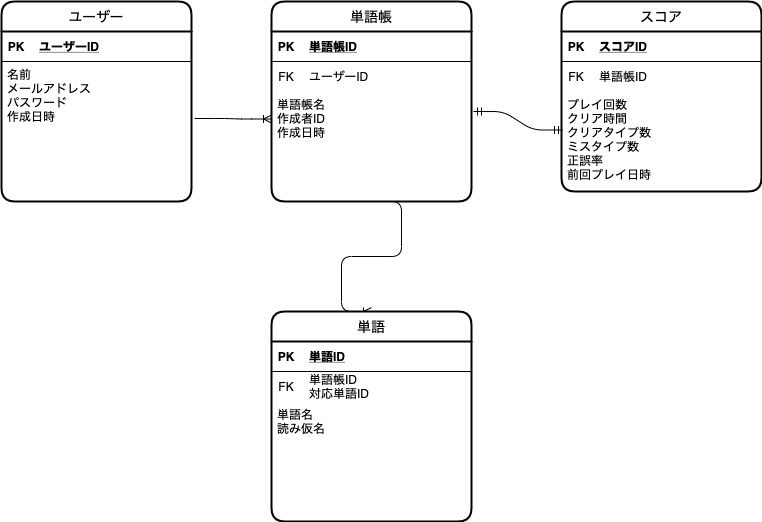 ユーザー
PK ユーザーID
名前
メールアドレス
パスワード
作成日時
単語帳
PK 単語帳ID
FK ユーザーID
単語帳名
作成者ID
作成日時
スコア
PK スコアID
FK 単語帳ID
プレイ回数
クリア時間
クリアタイプ数
ミスタイプ数
正誤率
前回プレイ日時
単語
PK 単語ID
FK 単語帳ID
対応単語ID
単語名
読み仮名